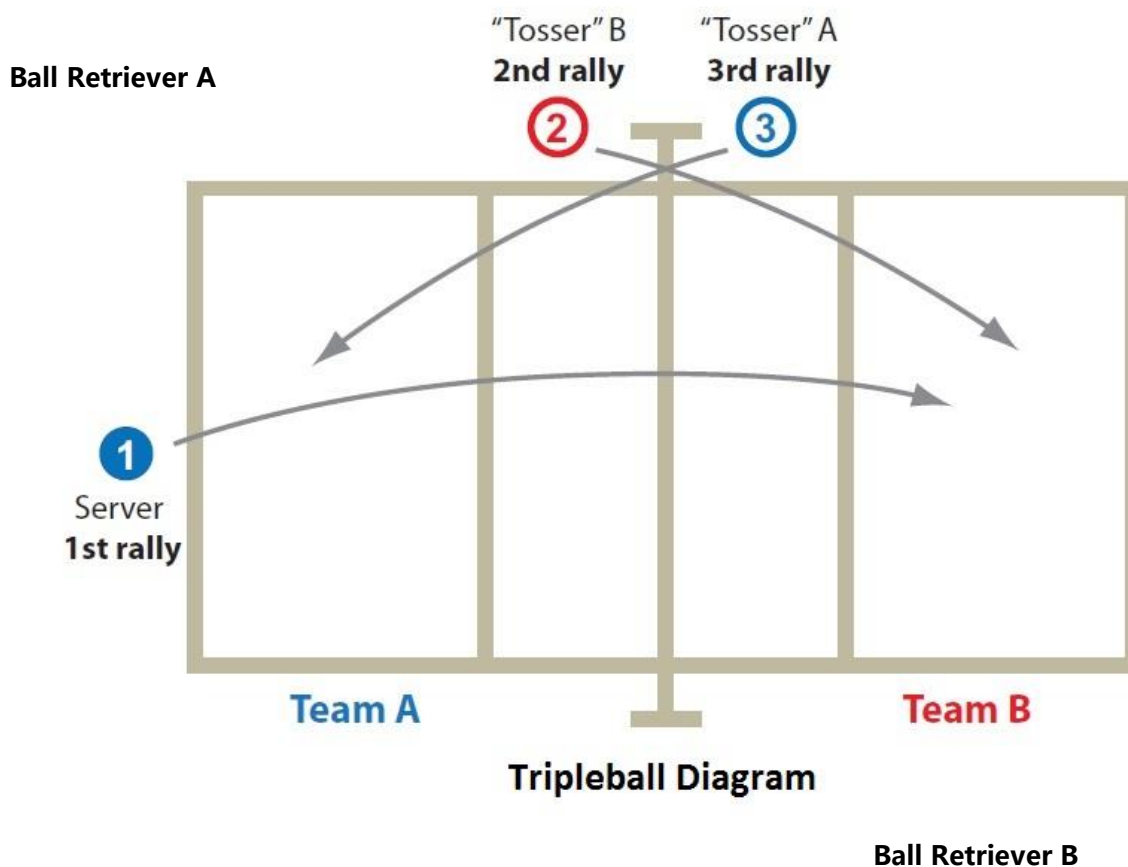 “Tosser” B
2nd rally
“Tosser” A
3rd rally
Ball Retriever A
2
3
1
Server
1st rally
Team A
Team B
Tripleball Diagram
Ball Retriever B